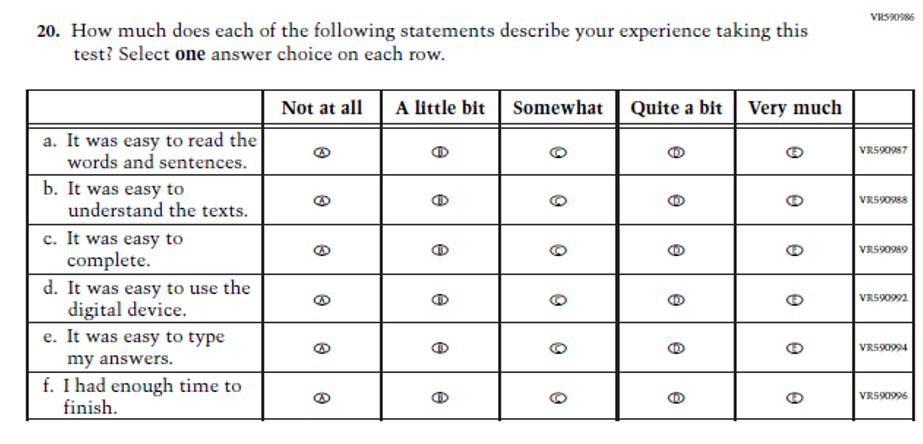 VR590986
20. How much does each of the following statements describe your experience taking this
test? Select one answer choice on each row.
Not at all A little bit Somewhat Quite a bit Very much
a. It was easy to read the
words and sentences.
A B C D E VR590987
b. It was easy to
understand the texts.
A B C D E VR590988
c. It was easy to
complete.
A B C D E VR590989
d. It was easy to use the
digital device.
A B C D E VR590992
e. It was easy to type
my answers.
A B C D E VR590994
f. I had enough time to
finish.
A B C D E VR590996